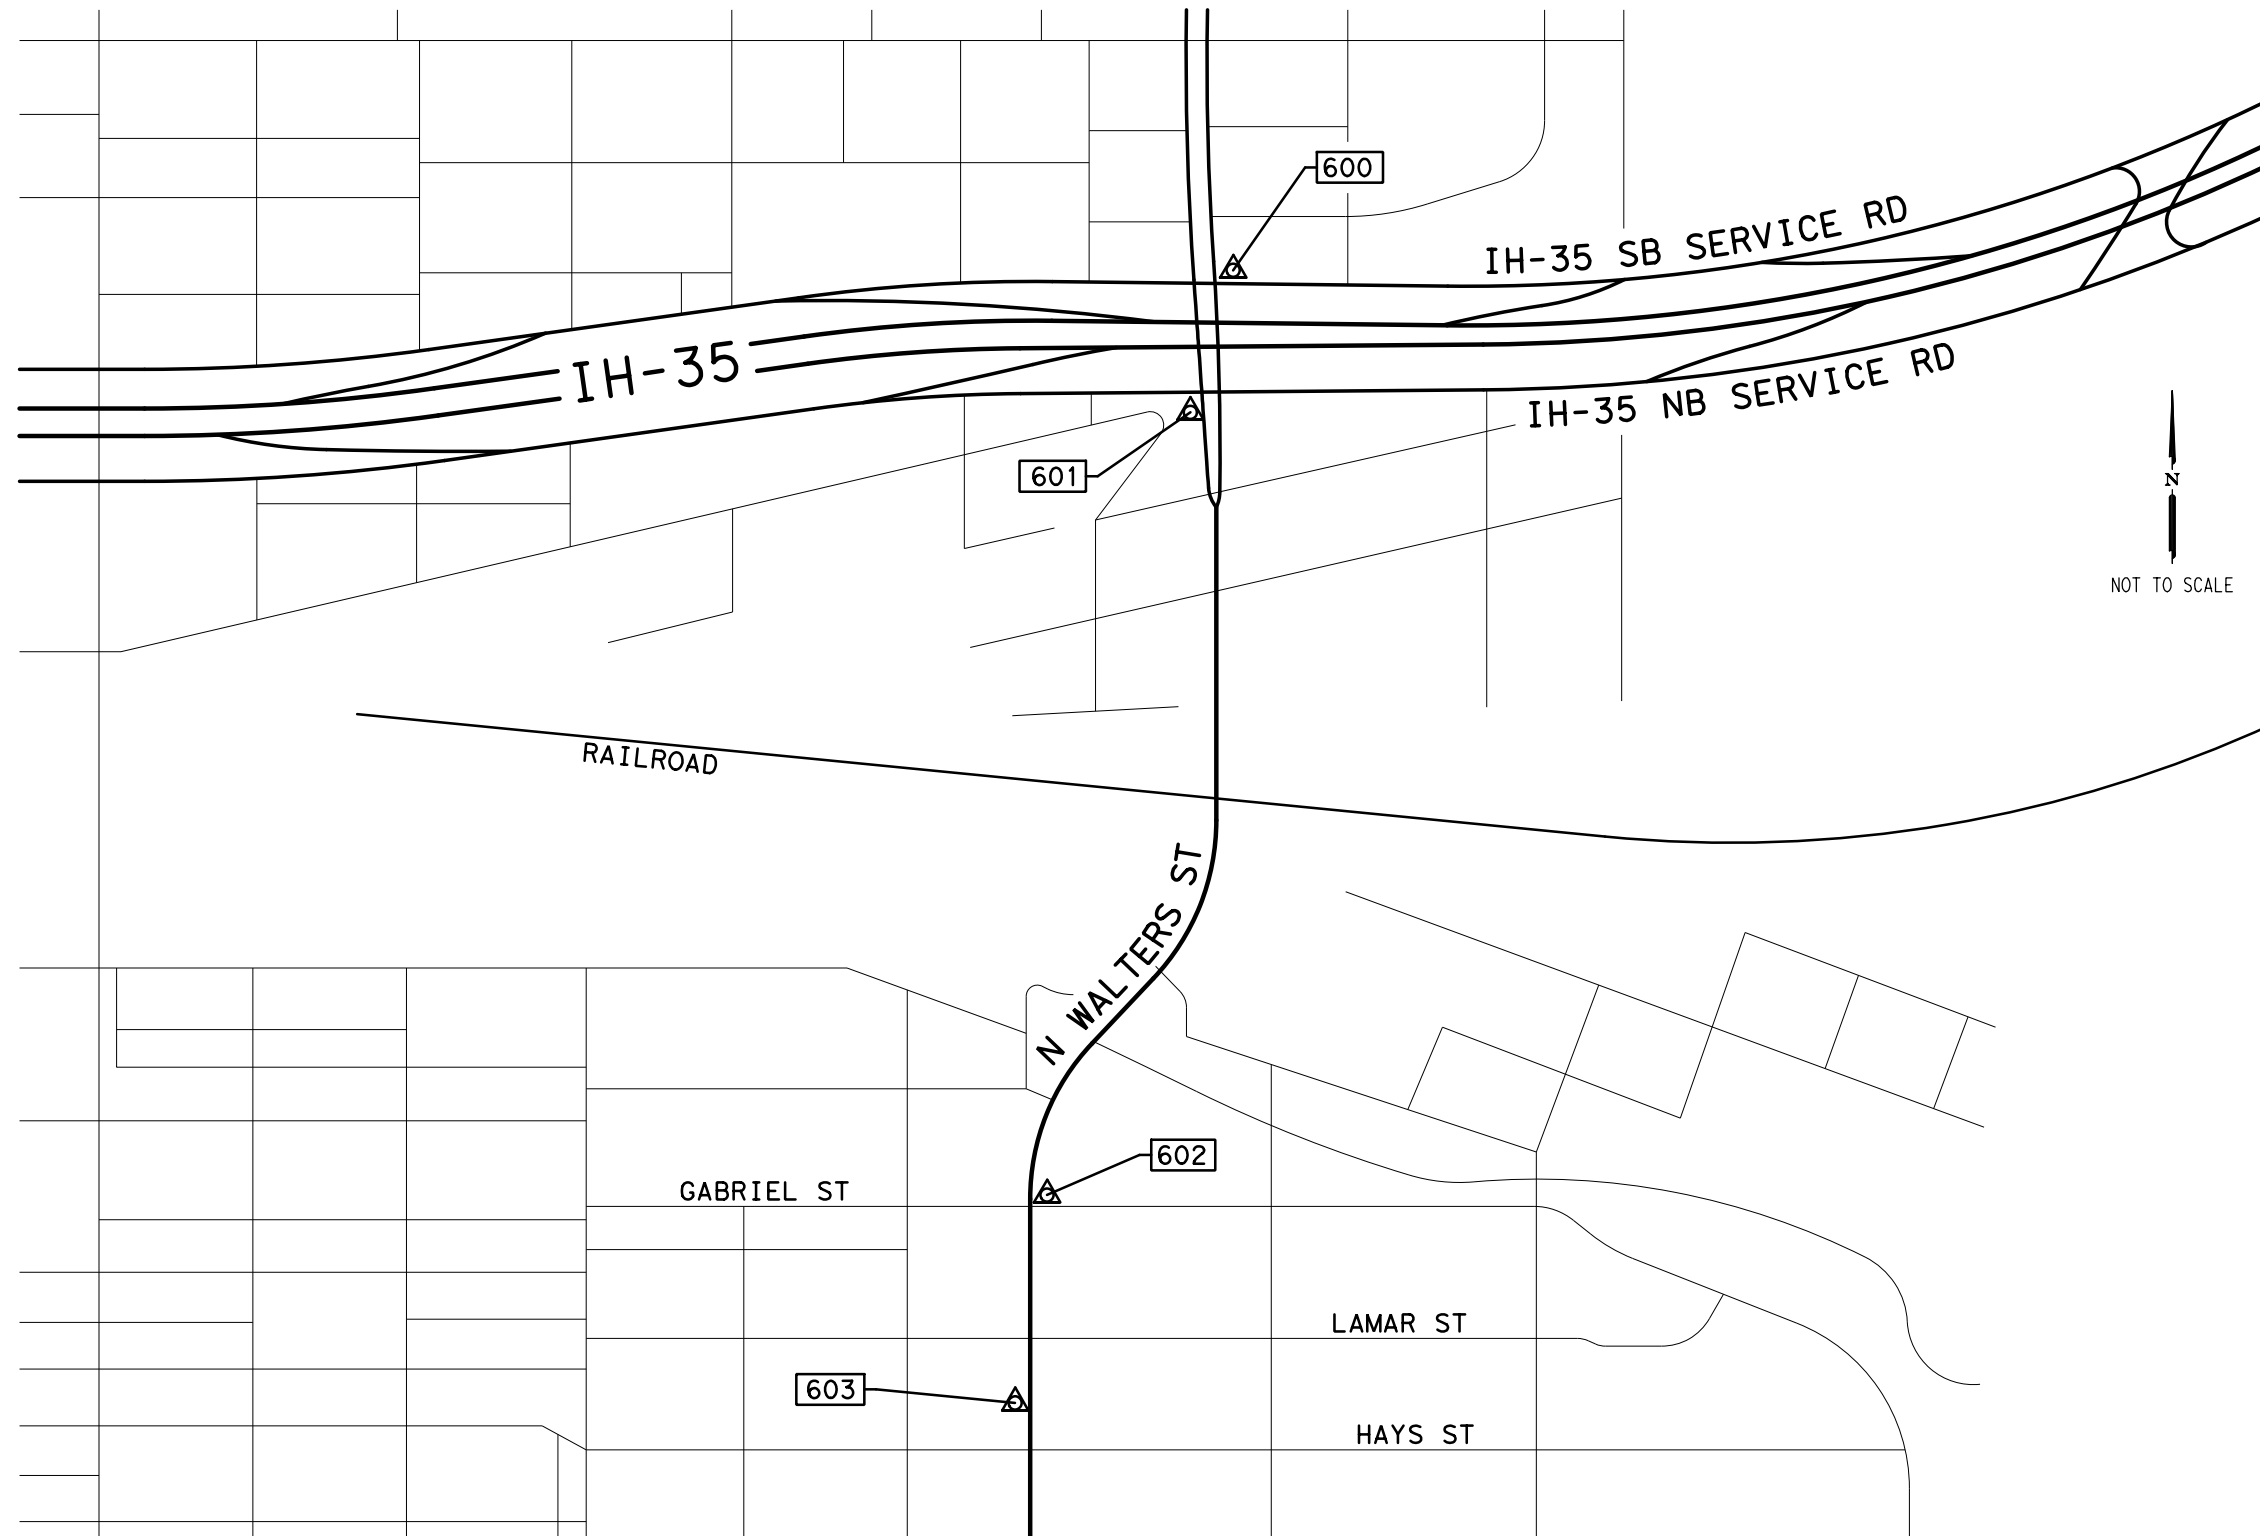 600
IH-35 SB SERVICE RD
IH-35
IH-35 NB SERVICE RD
601
N
NOT TO SCALE
RAILROAD
N WALTERS ST
602
GABRIEL ST
LAMAR ST
603
HAYS ST